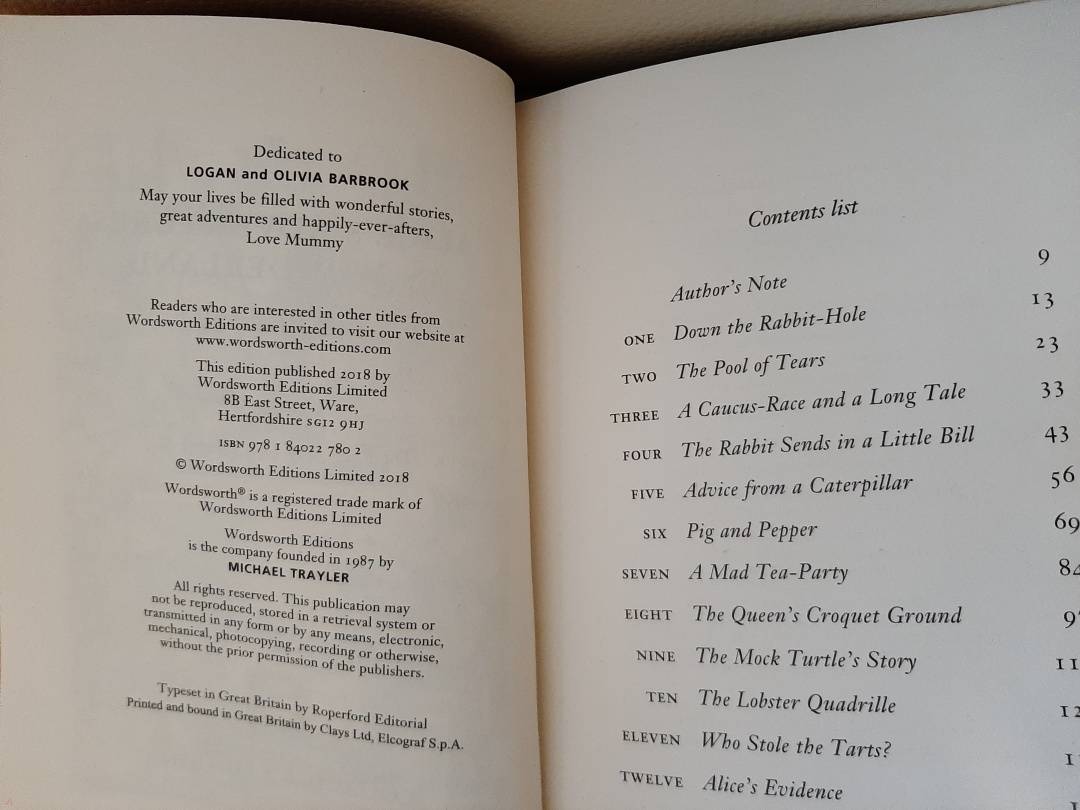 Dedicated to
LOGAN and OLIVIA BARBROOK
May your lives be filled with wonderful stories,
great adventures and happily-ever-afters,
Love Mummy
Readers who are interested in other titles from
Wordsworth Editions are invited to visit our website at
www.wordsworth-editions.com
This edition published 2018 by
Wordsworth Editions Limited
8B East Street, Ware,
Hertfordshire SG12 9HJ
ISBN 978 1 84022 780 2
© Wordsworth Editions Limited 2018
Wordsworth® is a registered trade mark of
Wordsworth Editions Limited
Wordsworth Editions
is the company founded in 1987 by
MICHAEL TRAYLER
All rights reserved. This publication may
not be reproduced, stored in a retrieval system or
transmitted in any form or by any means, electronic,
mechanical, photocopying, recording or otherwise,
without the prior permission of the publishers.
Typeset in Great Britain by Roperford Editorial
Printed and bound in Great Britain by Clays Ltd, Elcograf S.p.A.
Contents list
Author's Note 9
ONE Down the Rabbit-Hole 13
TWO The Pool of Tears 23
THREE A Caucus-Race and a Long Tale 33
FOUR The Rabbit Sends in a Little Bill 43
FIVE Advice from a Caterpillar 56
SIX Pig and Pepper 69
SEVEN A Mad Tea-Party 84
EIGHT The Queen's Croquet Ground
NINE The Mock Turtle's Story
TEN The Lobster Quadrille
ELEVEN Who Stole the Tarts?
TWELVE Alice's Evidence